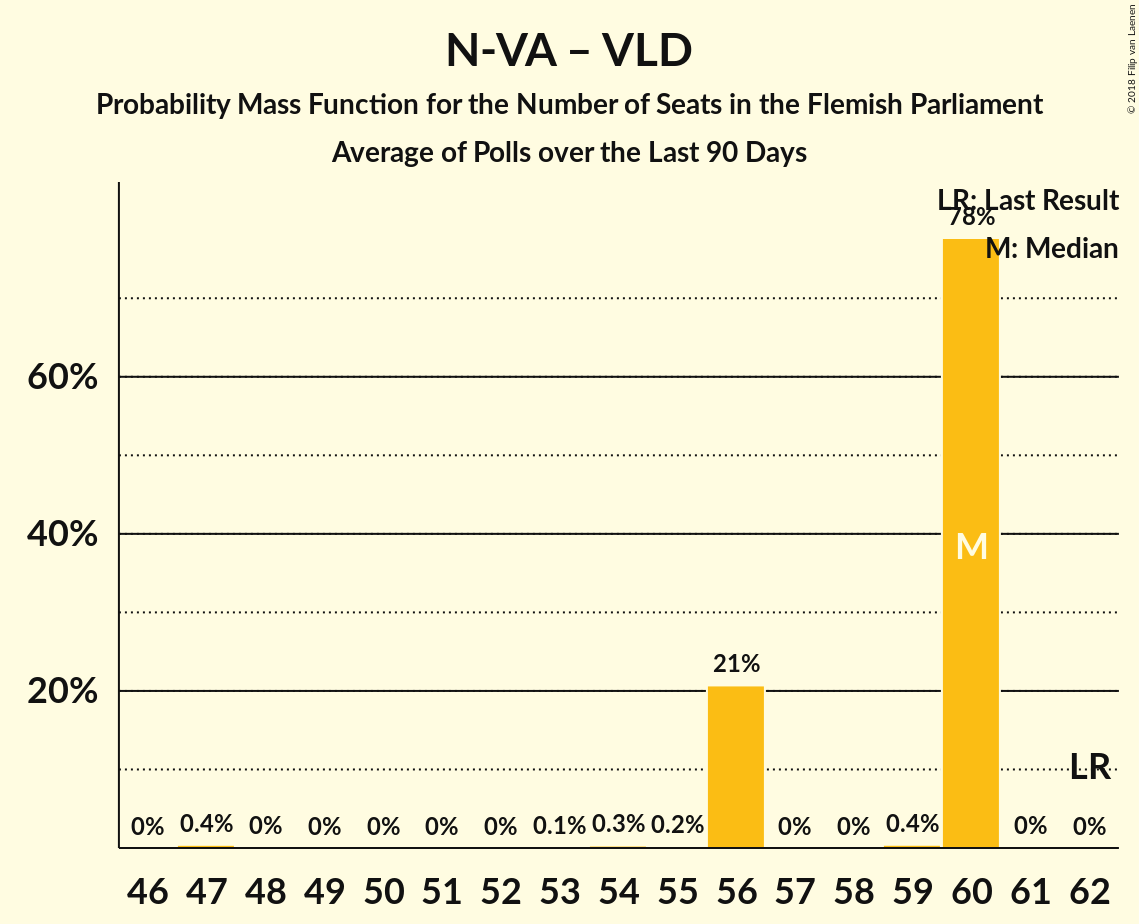 N-VA – VLD
Probability Mass Function for the Number of Seats in the Flemish Parliament
Average of Polls over the Last 90 Days
© 2018 Filip van Laenen
LR: Last Result
M: Median
78%
60%
40%
20%
M
21%
LR
0% 0.4% 0% 0% 0% 0% 0% 0.1% 0.3% 0.2% 0% 0% 0.4% 0% 0%
46 47 48 49 50 51 52 53 54 55 56 57 58 59 60 61 62